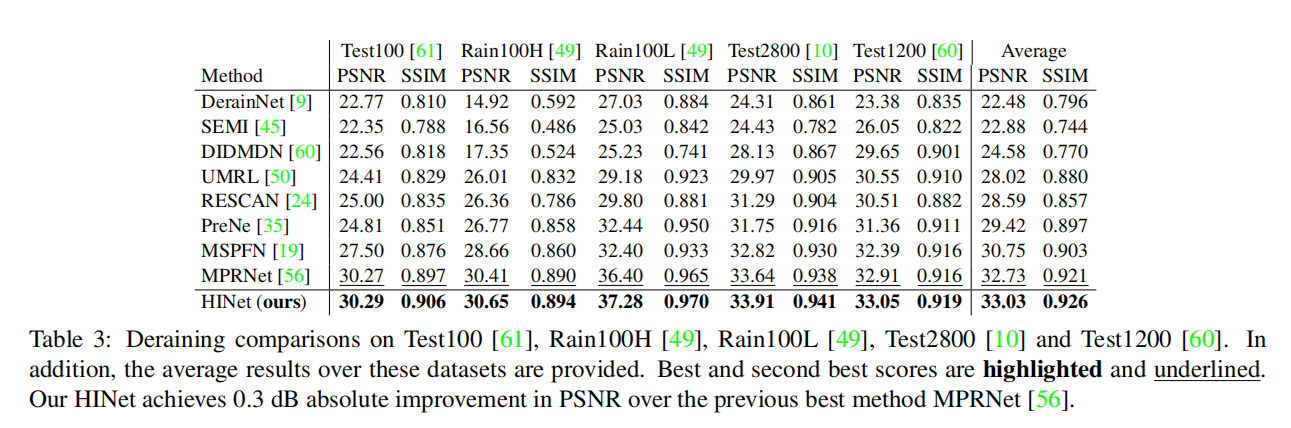 Test100 [61] Rain100H [49] Rain100L [49] Test2800 [10] Test1200 [60] Average
Method PSNR SSIM PSNR SSIM PSNR SSIM PSNR SSIM PSNR SSIM PSNR SSIM
DerainNet [9] 22.77 0.810 14.92 0.592 27.03 0.884 24.31 0.861 23.38 0.835 22.48 0.796
SEMI [45] 22.35 0.788 16.56 0.486 25.03 0.842 24.43 0.782 26.05 0.822 22.88 0.744
DIDMDN [60] 22.56 0.818 17.35 0.524 25.23 0.741 28.13 0.867 29.65 0.901 24.58 0.770
UMRL [50] 24.41 0.829 26.01 0.832 29.18 0.923 29.97 0.905 30.55 0.910 28.02 0.880
RESCAN [24] 25.00 0.835 26.36 0.786 29.80 0.881 31.29 0.904 30.51 0.882 28.59 0.857
PreNe [35] 24.81 0.851 26.77 0.858 32.44 0.950 31.75 0.916 31.36 0.911 29.42 0.897
MSPFN [19] 27.50 0.876 28.66 0.860 32.40 0.933 32.82 0.930 32.39 0.916 30.75 0.903
MPRNet [56] 30.27 0.897 30.41 0.890 36.40 0.965 33.64 0.938 32.91 0.916 32.73 0.921
HINet (ours) 30.29 0.906 30.65 0.894 37.28 0.970 33.91 0.941 33.05 0.919 33.03 0.926
Table 3: Deraining comparisons on Test100 [61], Rain100H [49], Rain100L [49], Test2800 [10] and Test1200 [60]. In
addition, the average results over these datasets are provided. Best and second best scores are highlighted and underlined.
Our HINet achieves 0.3 dB absolute improvement in PSNR over the previous best method MPRNet [56].